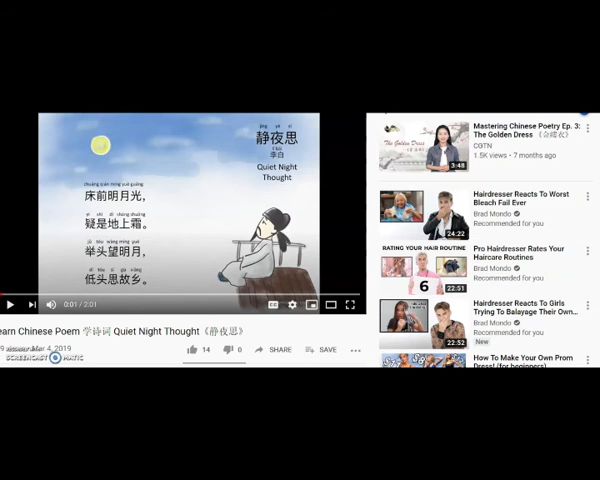 jìng yè sī
静夜思
李白
Quiet Night
Thought
chuáng qián míng yuè guāng
床前明月光，
yí shì dì shàng shuāng
疑是地上霜。
jǔ tóu wàng míng yuè
举头望明月，
dī tóu sī gù xiāng
低头思故乡。
0:01 / 2:01
CC
earn Chinese Poem 学诗词 Quiet Night Thought《静夜思》
Mar 4, 2019
14
0
SHARE
SAVE
SCREENCAST O MATIC
The Golden Dress
3:48
Mastering Chinese Poetry Ep. 3:
The Golden Dress 《金缕衣》
CGTN
1.5K views • 7 months ago
24:22
Hairdresser Reacts To Worst
Bleach Fail Ever
Brad Mondo
Recommended for you
RATING YOUR HAIR ROUTINE
6
22:51
Pro Hairdresser Rates Your
Haircare Routines
Brad Mondo
Recommended for you
22:52
Hairdresser Reacts To Girls
Trying To Balayage Their Own...
Brad Mondo
Recommended for you
New
How To Make Your Own Prom
Dress! (for beginners)